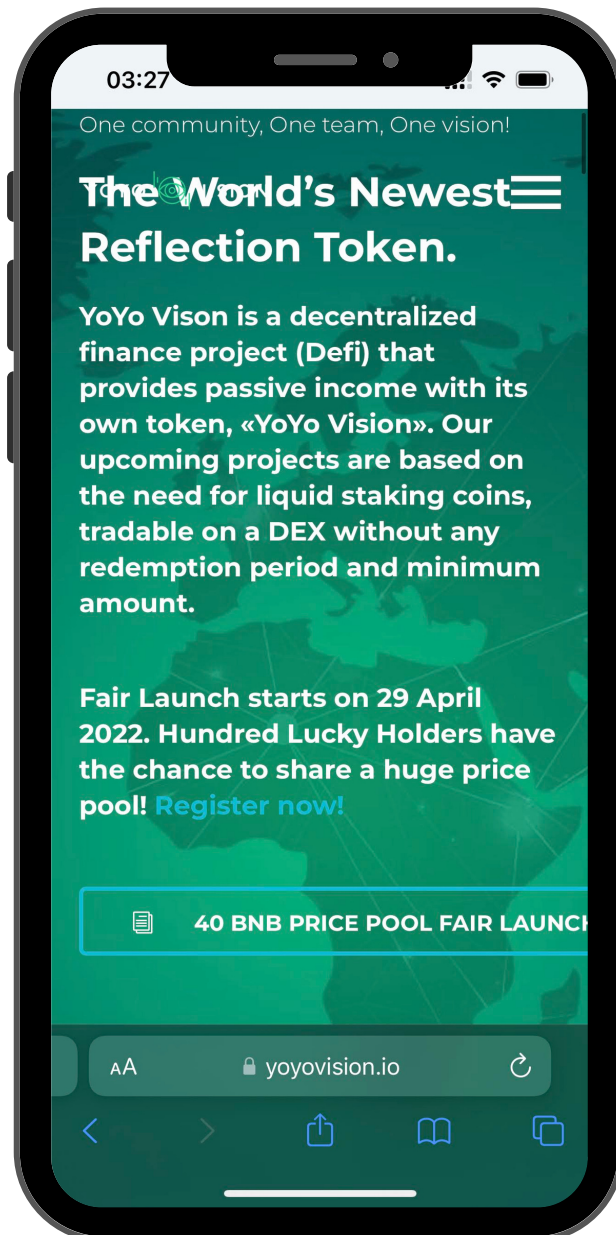 03:27
One community, One team, One vision!
The World's Newest
Reflection Token.
YoYo Vison is a decentralized
finance project (Defi) that
provides passive income with its
own token, «YoYo Vision». Our
upcoming projects are based on
the need for liquid staking coins,
tradable on a DEX without any
redemption period and minimum
amount.
Fair Launch starts on 29 April
2022. Hundred Lucky Holders have
the chance to share a huge price
pool! Register now!
40 BNB PRICE POOL FAIR LAUNCH
AA yoyovision.io